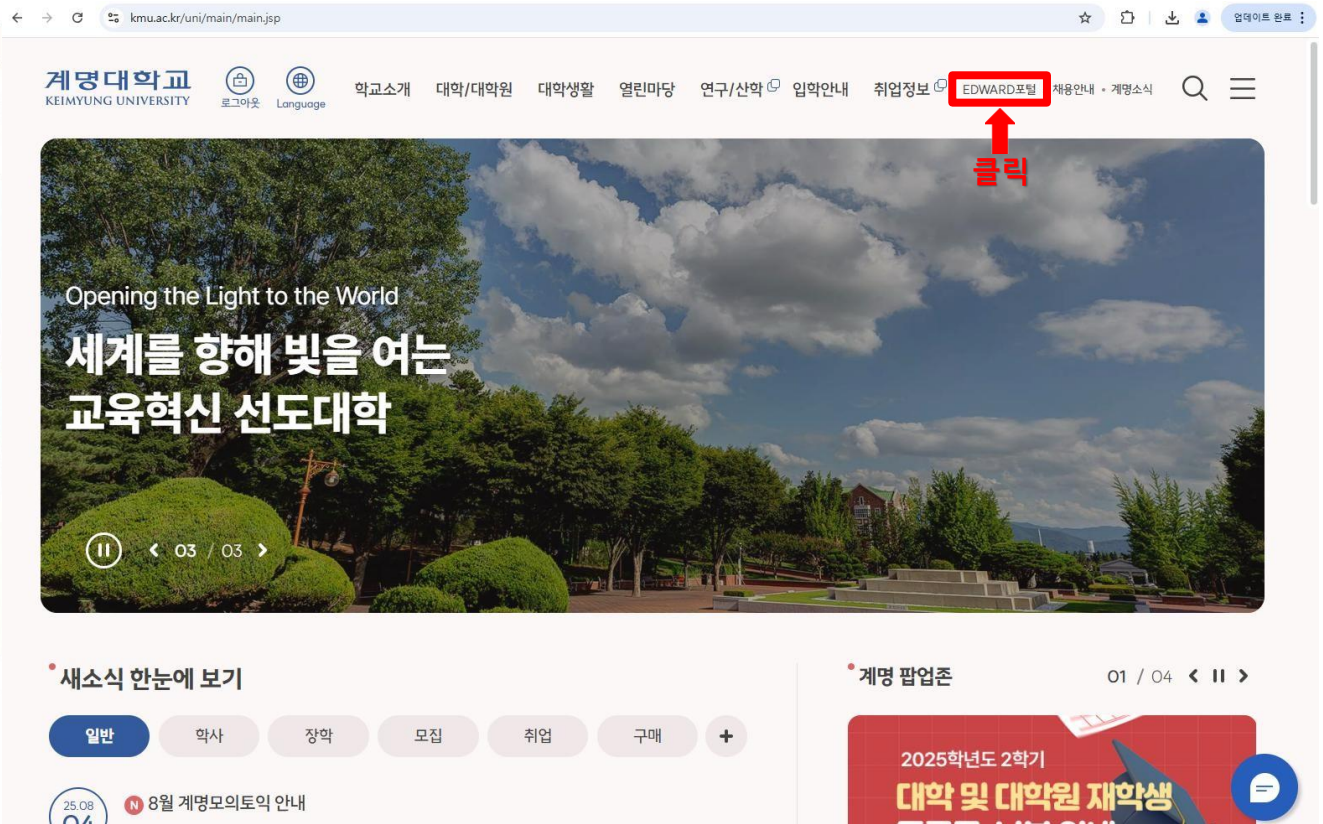 kmu.ac.kr/uni/main/main.jsp
업데이트 완료
계명대학교
KEIMYUNG UNIVERSITY
로그아웃
Language
학교소개 대학/대학원 대학생활 열린마당 연구/산학 입학안내 취업정보 EDWARD포털 채용안내 계명소식
클릭
Opening the Light to the World
세계를 향해 빛을 여는
교육혁신 선도대학
03 / 03
새소식 한눈에 보기
일반 학사 장학 모집 취업 구매 +
25.08
04
N 8월 계명모의토익 안내
계명 팝업존
01 / 04
2025학년도 2학기
대학 및 대학원 재학생